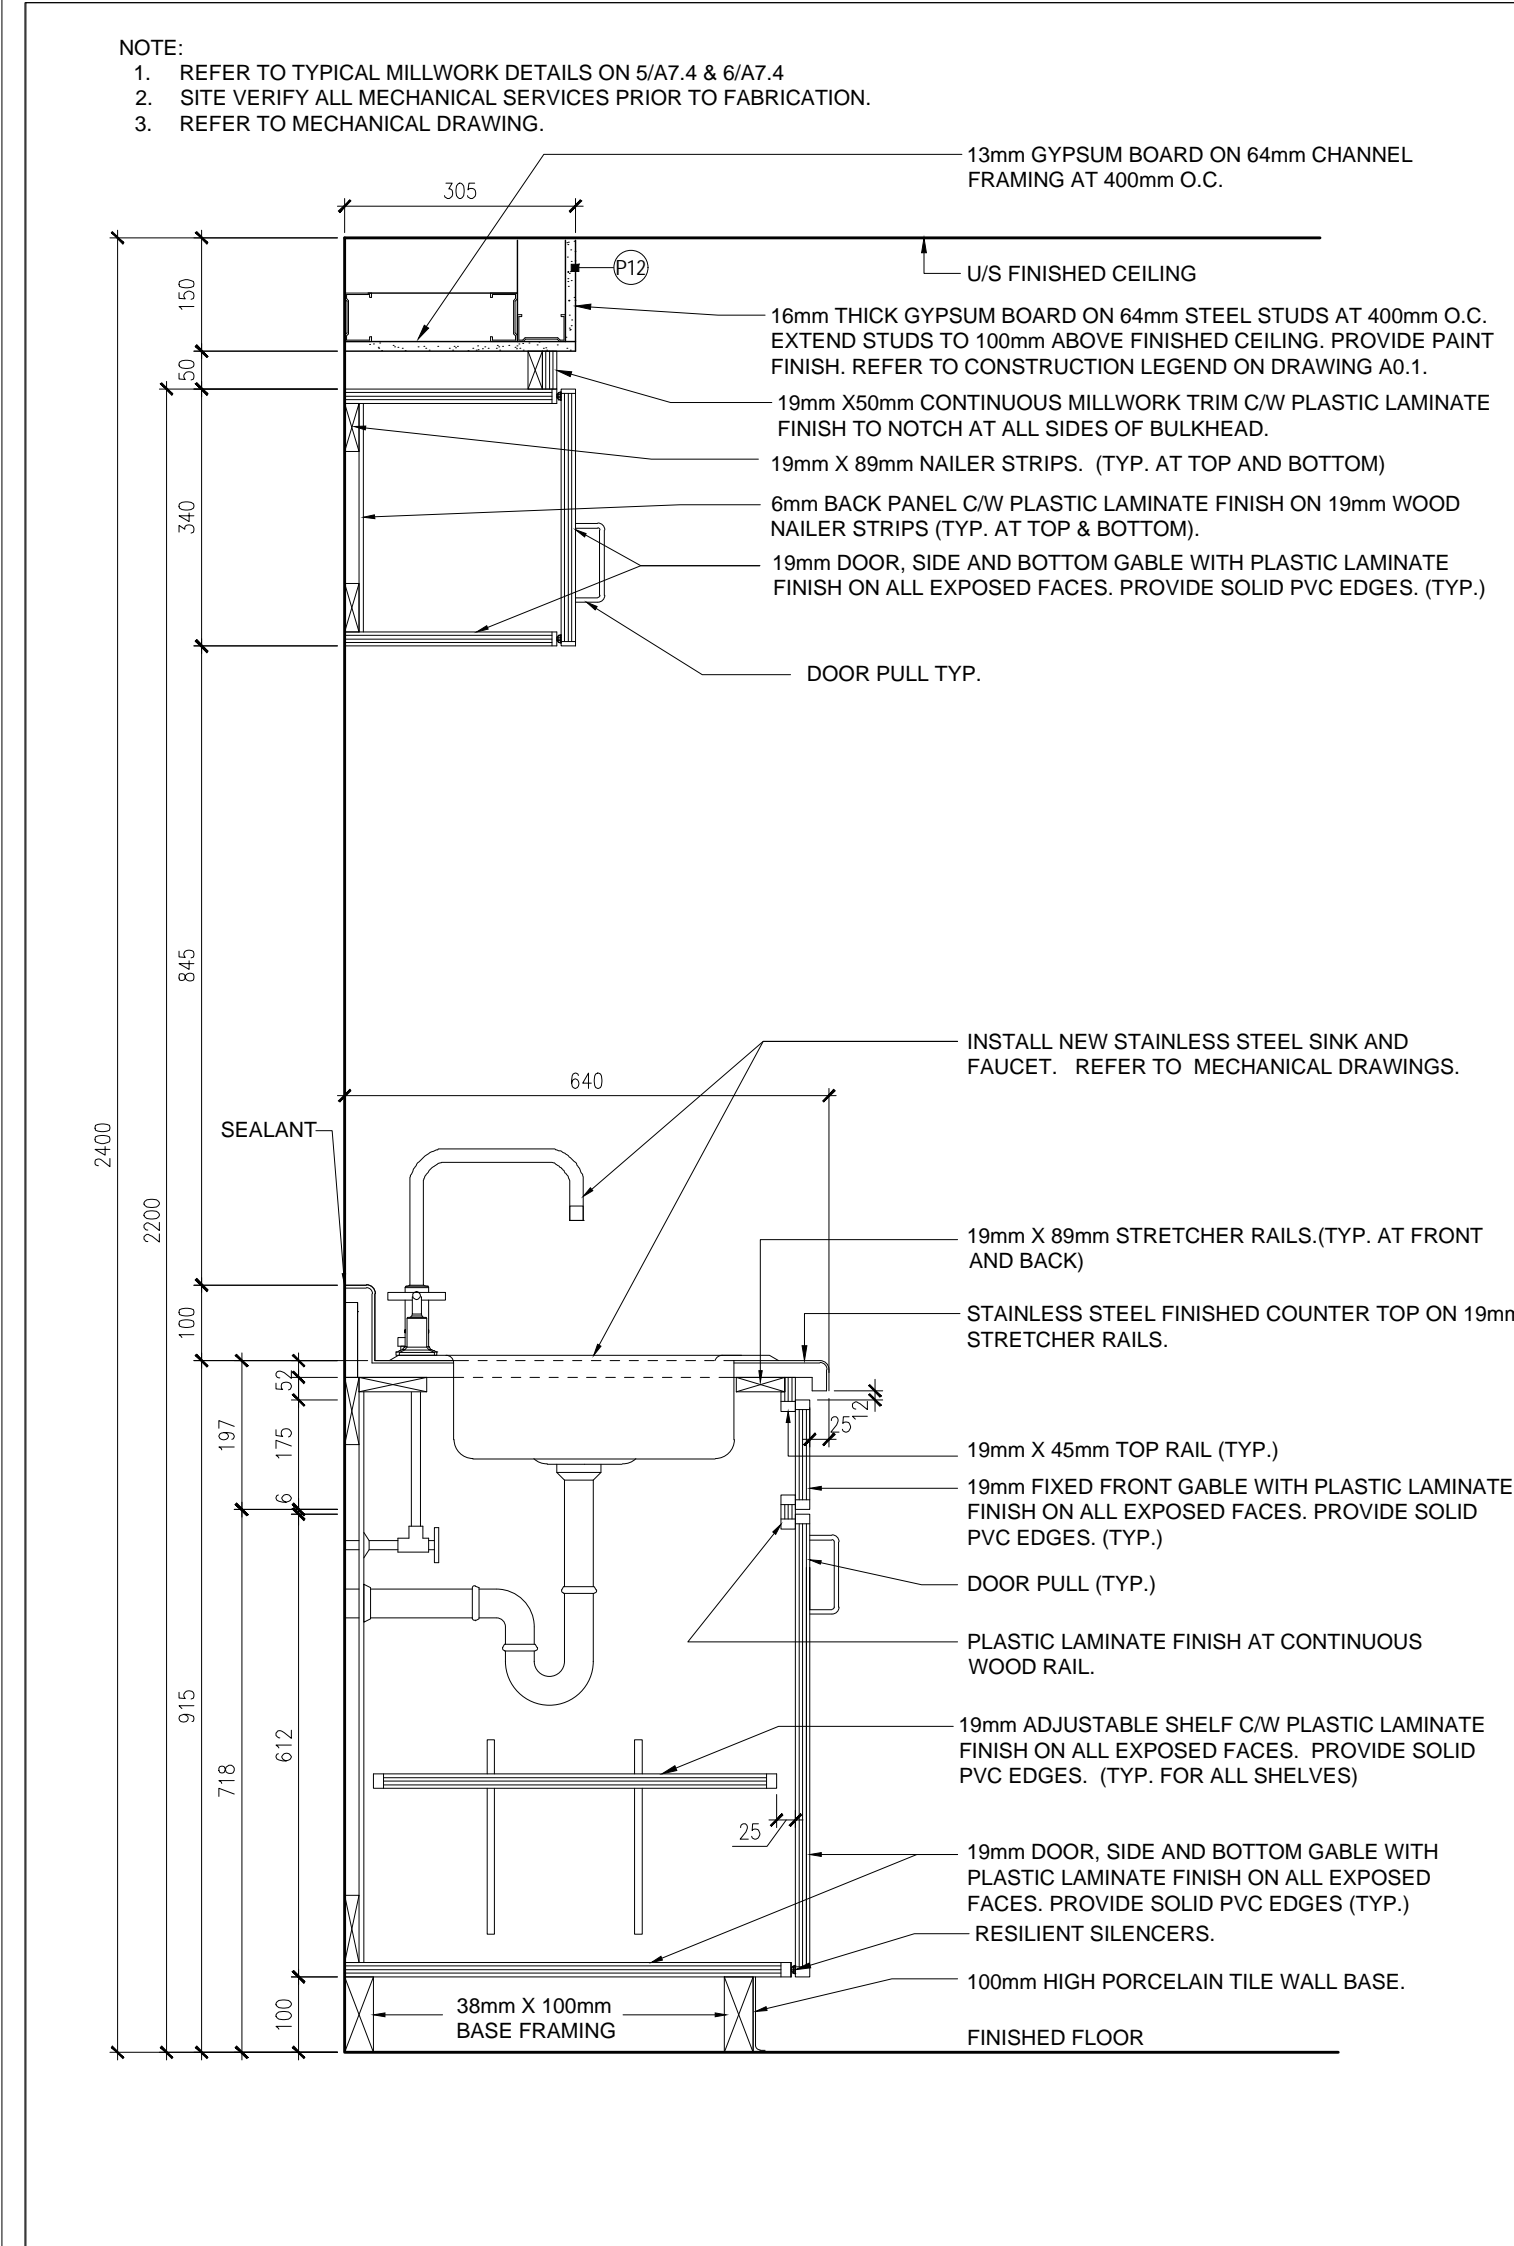 NOTE:
1. REFER TO TYPICAL MILLWORK DETAILS ON 5/A7.4 & 6/A7.4
2. SITE VERIFY ALL MECHANICAL SERVICES PRIOR TO FABRICATION.
3. REFER TO MECHANICAL DRAWING.
13mm GYPSUM BOARD ON 64mm CHANNEL
FRAMING AT 400mm O.C.
305
P12
U/S FINISHED CEILING
150
16mm THICK GYPSUM BOARD ON 64mm STEEL STUDS AT 400mm O.C.
EXTEND STUDS TO 100mm ABOVE FINISHED CEILING. PROVIDE PAINT
FINISH. REFER TO CONSTRUCTION LEGEND ON DRAWING A0.1.
50
19mm X50mm CONTINUOUS MILLWORK TRIM C/W PLASTIC LAMINATE
FINISH TO NOTCH AT ALL SIDES OF BULKHEAD.
19mm X 89mm NAILER STRIPS. (TYP. AT TOP AND BOTTOM)
340
6mm BACK PANEL C/W PLASTIC LAMINATE FINISH ON 19mm WOOD
NAILER STRIPS (TYP. AT TOP & BOTTOM).
19mm DOOR, SIDE AND BOTTOM GABLE WITH PLASTIC LAMINATE
FINISH ON ALL EXPOSED FACES. PROVIDE SOLID PVC EDGES. (TYP.)
DOOR PULL TYP.
845
INSTALL NEW STAINLESS STEEL SINK AND
FAUCET. REFER TO MECHANICAL DRAWINGS.
640
SEALANT
2400
2200
19mm X 89mm STRETCHER RAILS.(TYP. AT FRONT
AND BACK)
100
STAINLESS STEEL FINISHED COUNTER TOP ON 19mm
STRETCHER RAILS.
52
12
25
197
175
19mm X 45mm TOP RAIL (TYP.)
6
19mm FIXED FRONT GABLE WITH PLASTIC LAMINATE
FINISH ON ALL EXPOSED FACES. PROVIDE SOLID
PVC EDGES. (TYP.)
DOOR PULL (TYP.)
PLASTIC LAMINATE FINISH AT CONTINUOUS
WOOD RAIL.
915
612
718
19mm ADJUSTABLE SHELF C/W PLASTIC LAMINATE
FINISH ON ALL EXPOSED FACES. PROVIDE SOLID
PVC EDGES. (TYP. FOR ALL SHELVES)
25
19mm DOOR, SIDE AND BOTTOM GABLE WITH
PLASTIC LAMINATE FINISH ON ALL EXPOSED
FACES. PROVIDE SOLID PVC EDGES (TYP.)
RESILIENT SILENCERS.
100mm HIGH PORCELAIN TILE WALL BASE.
100
38mm X 100mm
BASE FRAMING
FINISHED FLOOR